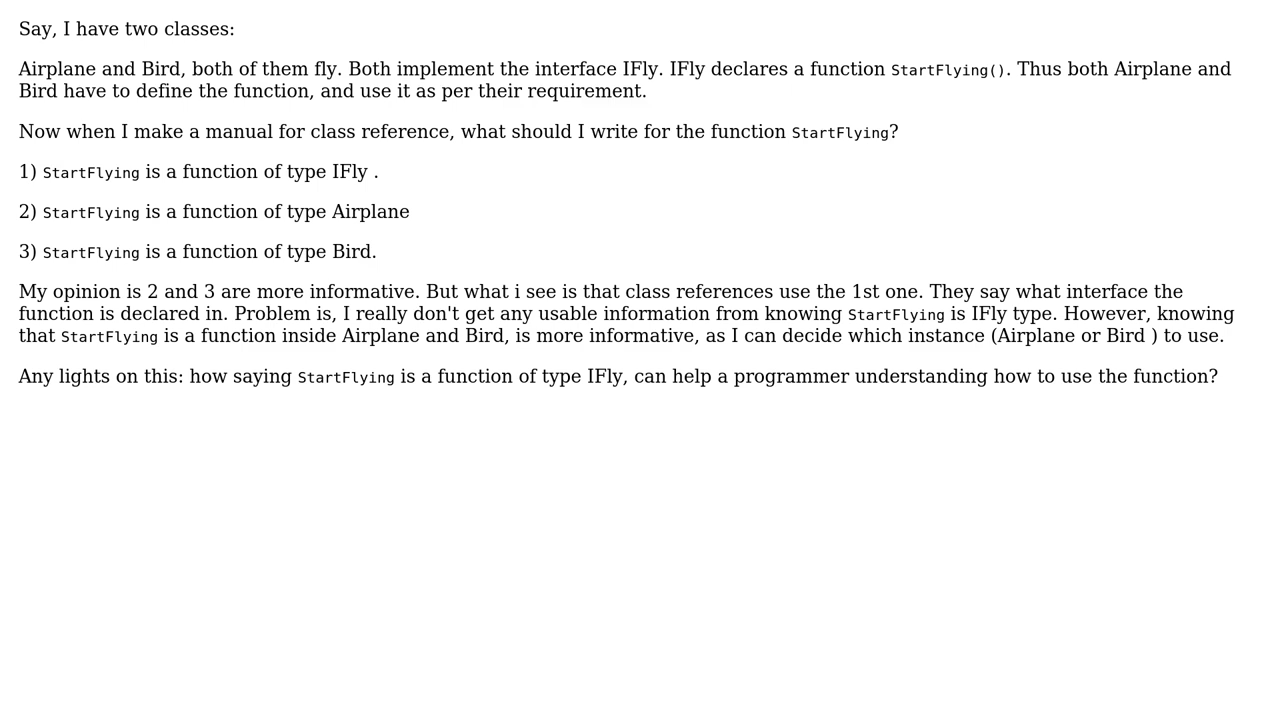 Say, I have two classes:
Airplane and Bird, both of them fly. Both implement the interface IFly. IFly declares a function StartFlying(). Thus both Airplane and
Bird have to define the function, and use it as per their requirement.
Now when I make a manual for class reference, what should I write for the function StartFlying?
1) StartFlying is a function of type IFly .
2) StartFlying is a function of type Airplane
3) StartFlying is a function of type Bird.
My opinion is 2 and 3 are more informative. But what i see is that class references use the 1st one. They say what interface the
function is declared in. Problem is, I really don't get any usable information from knowing StartFlying is IFly type. However, knowing
that StartFlying is a function inside Airplane and Bird, is more informative, as I can decide which instance (Airplane or Bird ) to use.
Any lights on this: how saying StartFlying is a function of type IFly, can help a programmer understanding how to use the function?